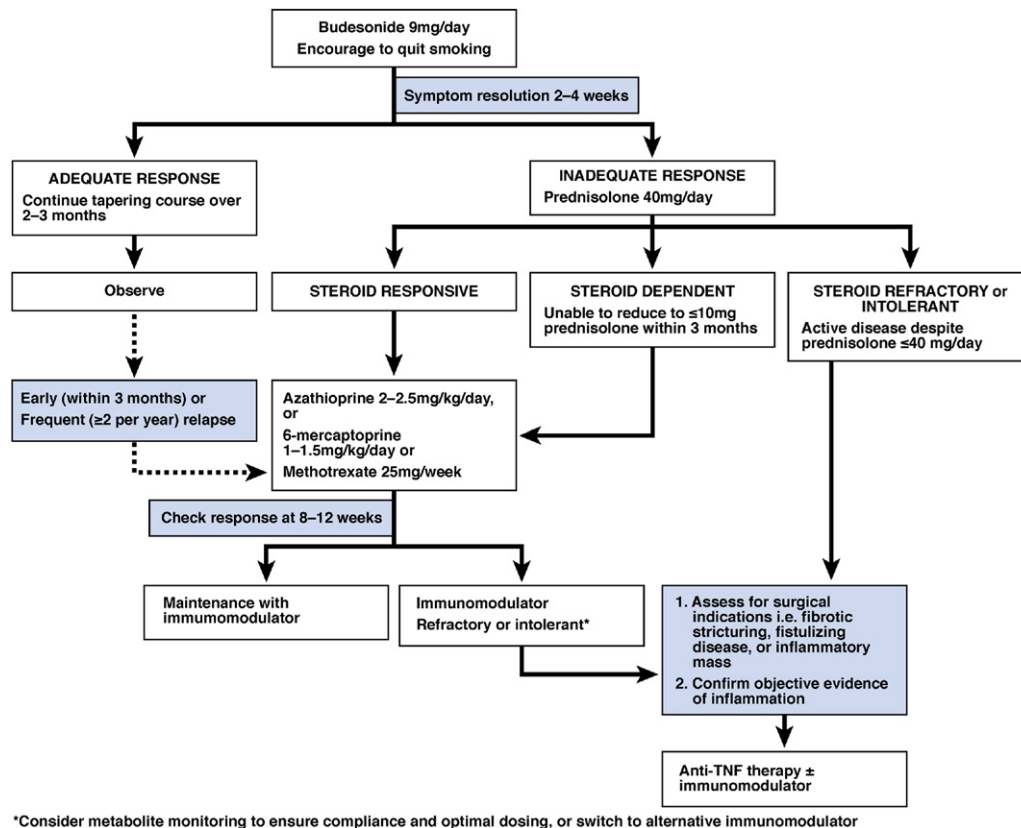 Budesonide 9mg/day
Encourage to quit smoking
Symptom resolution 2–4 weeks
ADEQUATE RESPONSE
Continue tapering course over
2–3 months
INADEQUATE RESPONSE
Prednisolone 40mg/day
Observe
STEROID RESPONSIVE
STEROID DEPENDENT
Unable to reduce to ≤10mg
prednisolone within 3 months
STEROID REFRACTORY or
INTOLERANT
Active disease despite
prednisolone ≤40 mg/day
Early (within 3 months) or
Frequent (≥2 per year) relapse
Azathioprine 2–2.5mg/kg/day,
or
6-mercaptoprine
1–1.5mg/kg/day or
Methotrexate 25mg/week
Check response at 8–12 weeks
Maintenance with
immumomodulator
Immunomodulator
Refractory or intolerant*
1. Assess for surgical
indications i.e. fibrotic
stricturing, fistulizing
disease, or inflammatory
mass
2. Confirm objective evidence
of inflammation
Anti-TNF therapy ±
immunomodulator
*Consider metabolite monitoring to ensure compliance and optimal dosing, or switch to alternative immunomodulator